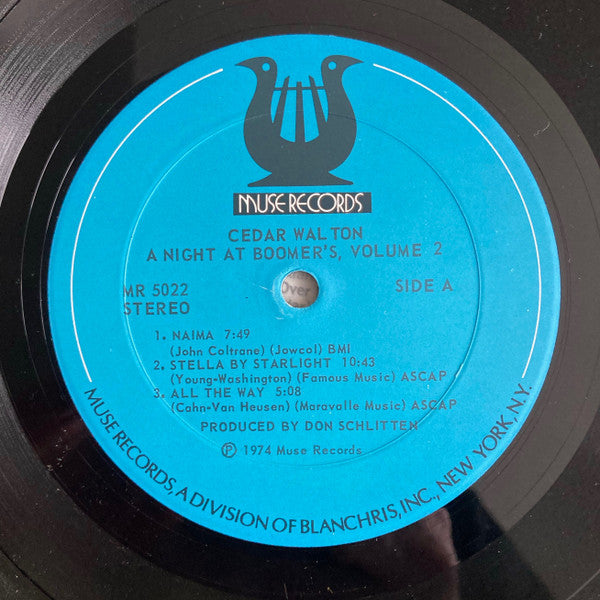 MUSE RECORDS
CEDAR WALTON
A NIGHT AT BOOMER'S, VOLUME 2
MR 5022
STEREO
SIDE A
Over
1. NAIMA 7:49
(John Coltrane) (Jowcol) BMI
2. STELLA BY STARLIGHT 10:43
(Young-Washington) (Famous Music) ASCAP
3. ALL THE WAY 5:08
(Cahn-Van Heusen) (Maravalle Music) ASCAP
PRODUCED BY DON SCHLITTEN
Ⓟ 1974 Muse Records
MUSE RECORDS, A DIVISION OF BLANCHRIS, INC., NEW YORK, N.Y.